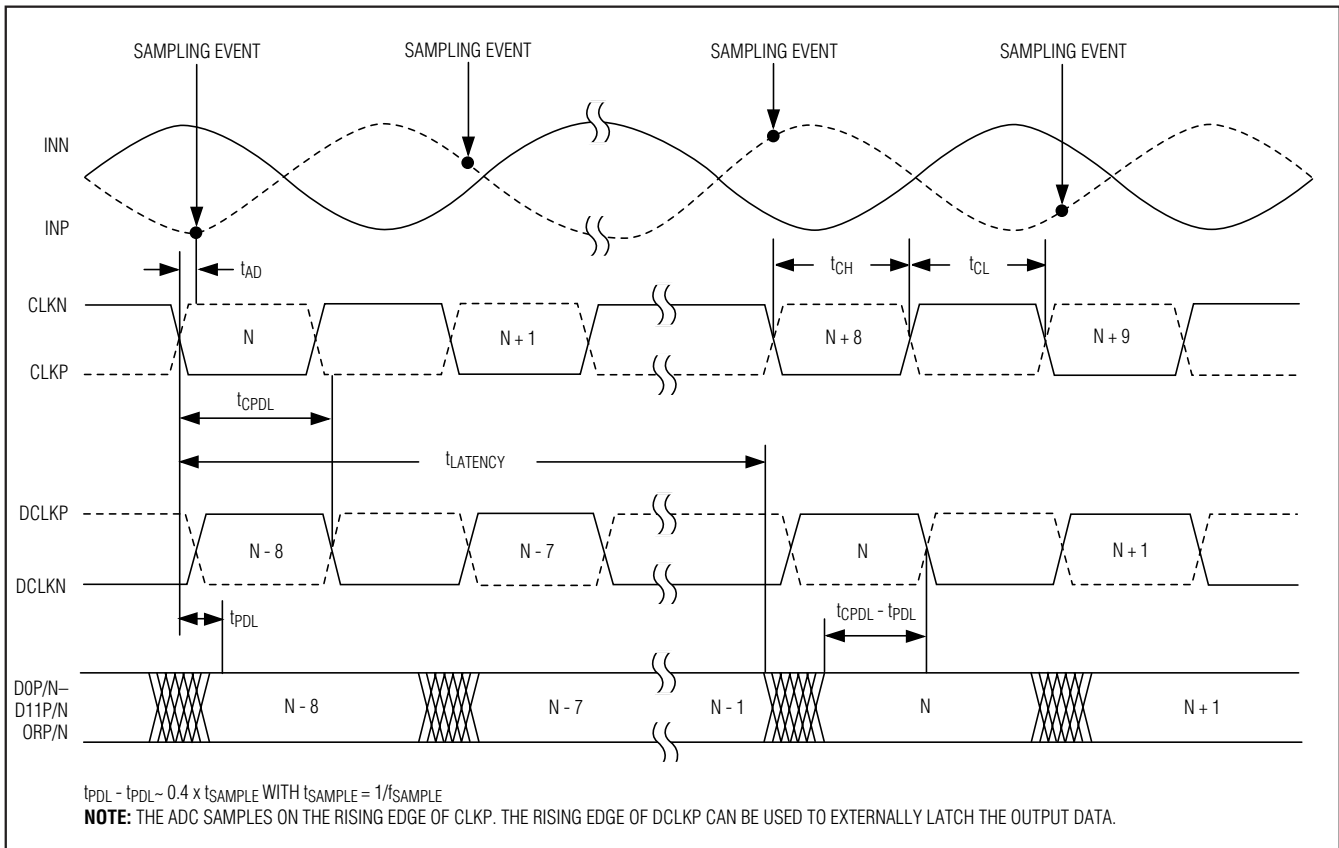 SAMPLING EVENT
SAMPLING EVENT
SAMPLING EVENT
SAMPLING EVENT
INN
INP
tAD
tCH
tCL
CLKN
CLKP
N
N + 1
N + 8
N + 9
tCPDL
tLATENCY
DCLKP
DCLKN
N - 8
N - 7
N
N + 1
tPDL
tCPDL - tPDL
D0P/N–
D11P/N
ORP/N
N - 8
N - 7
N - 1
N
N + 1
tPDL - tPDL~ 0.4 x tSAMPLE WITH tSAMPLE = 1/fSAMPLE
NOTE: THE ADC SAMPLES ON THE RISING EDGE OF CLKP. THE RISING EDGE OF DCLKP CAN BE USED TO EXTERNALLY LATCH THE OUTPUT DATA.